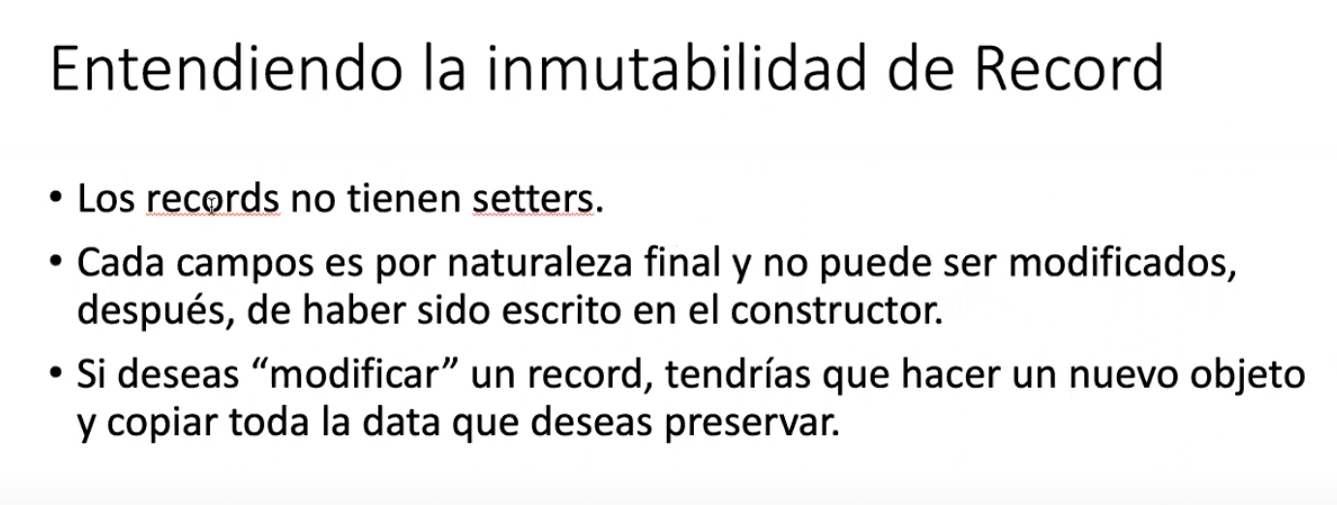 Entendiendo la inmutabilidad de Record
• Los records no tienen setters.
• Cada campos es por naturaleza final y no puede ser modificados,
después, de haber sido escrito en el constructor.
• Si deseas “modificar” un record, tendrías que hacer un nuevo objeto
y copiar toda la data que deseas preservar.